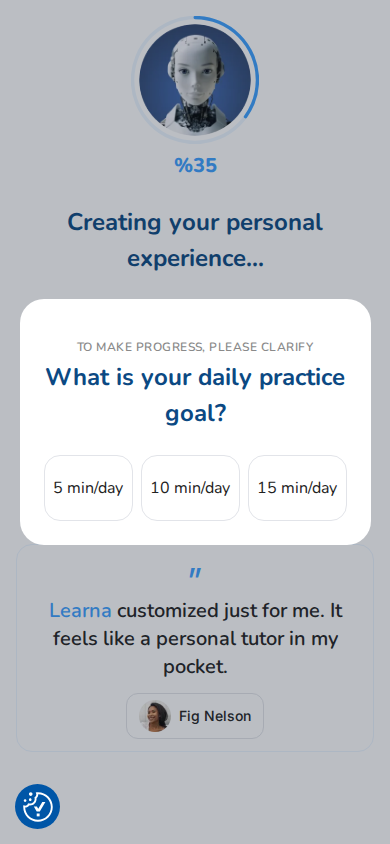 %35
Creating your personal
experience...
TO MAKE PROGRESS, PLEASE CLARIFY
What is your daily practice
goal?
5 min/day 10 min/day 15 min/day
"
Learna customized just for me. It
feels like a personal tutor in my
pocket.
Fig Nelson